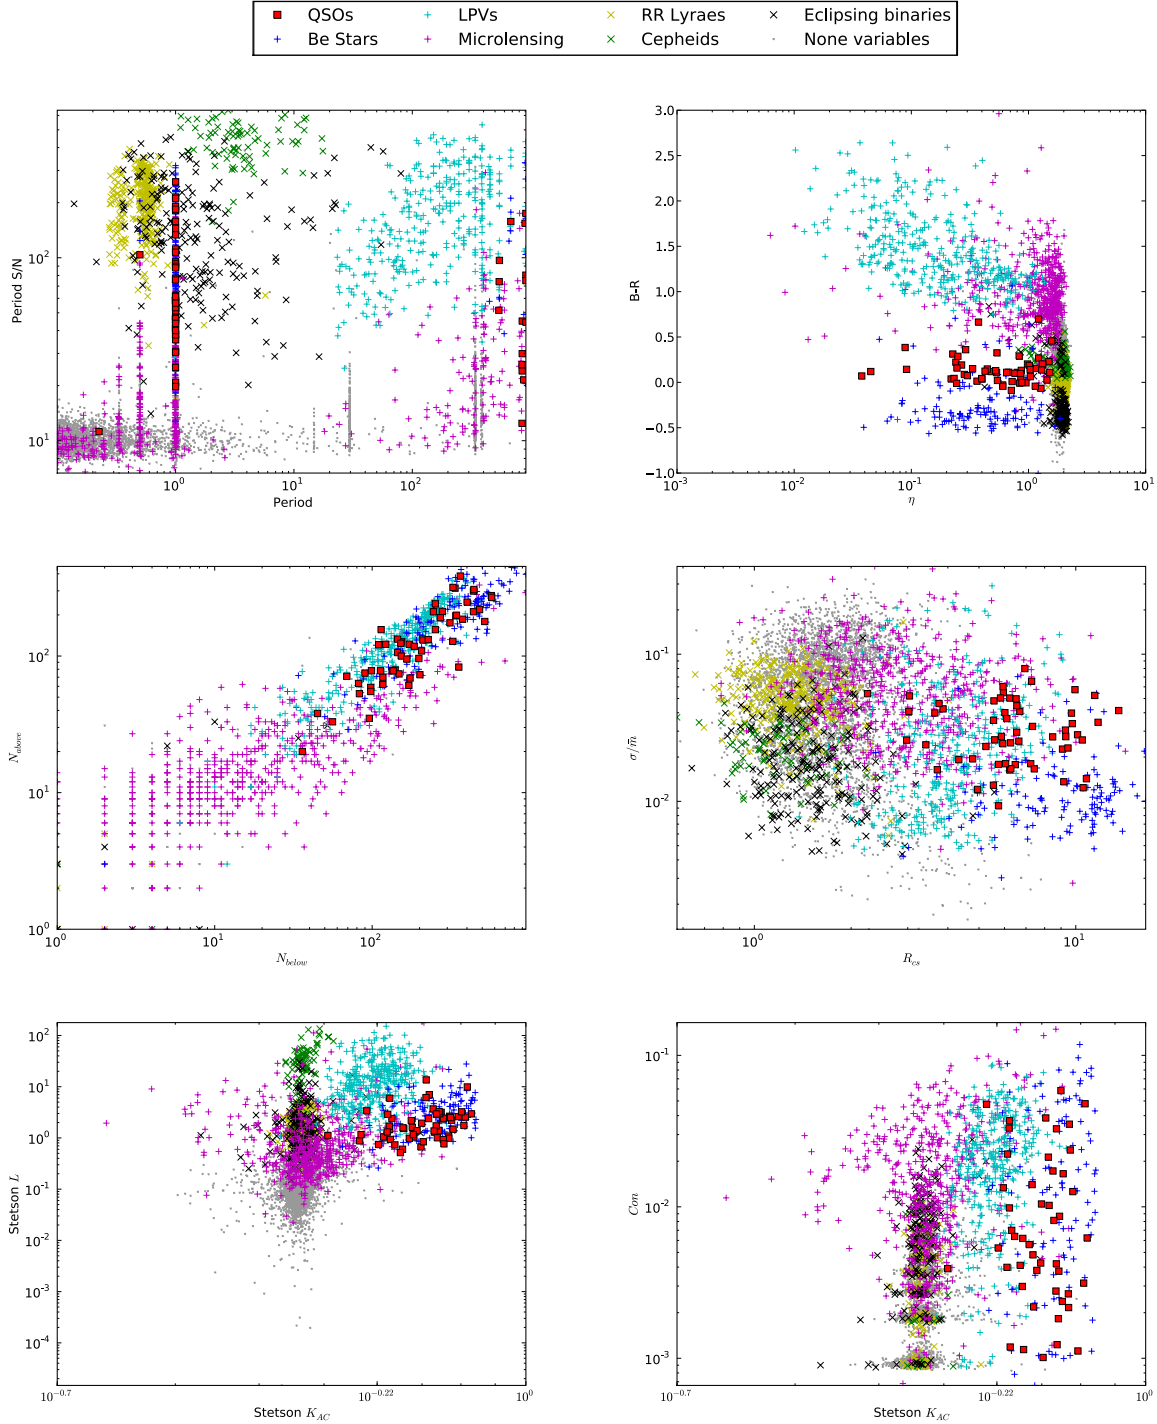 QSOs LPVs RR Lyraes Eclipsing binaries
Be Stars Microlensing Cepheids None variables
10^2
10^1
10^0 10^1 10^2
Period S/N
Period
3.0
2.5
2.0
1.5
1.0
0.5
0.0
−0.5
−1.0
10^-3 10^-2 10^-1 10^0 10^1
B-R
η
10^2
10^1
10^0
10^0 10^1 10^2
N_above
N_below
10^-1
10^-2
10^0 10^1
σ/m̄
R_cs
10^2
10^1
10^0
10^-1
10^-2
10^-3
10^-4
10^-0.7 10^-0.22 10^0
Stetson L
Stetson K_AC
10^-1
10^-2
10^-3
10^-0.7 10^-0.22 10^0
Con
Stetson K_AC